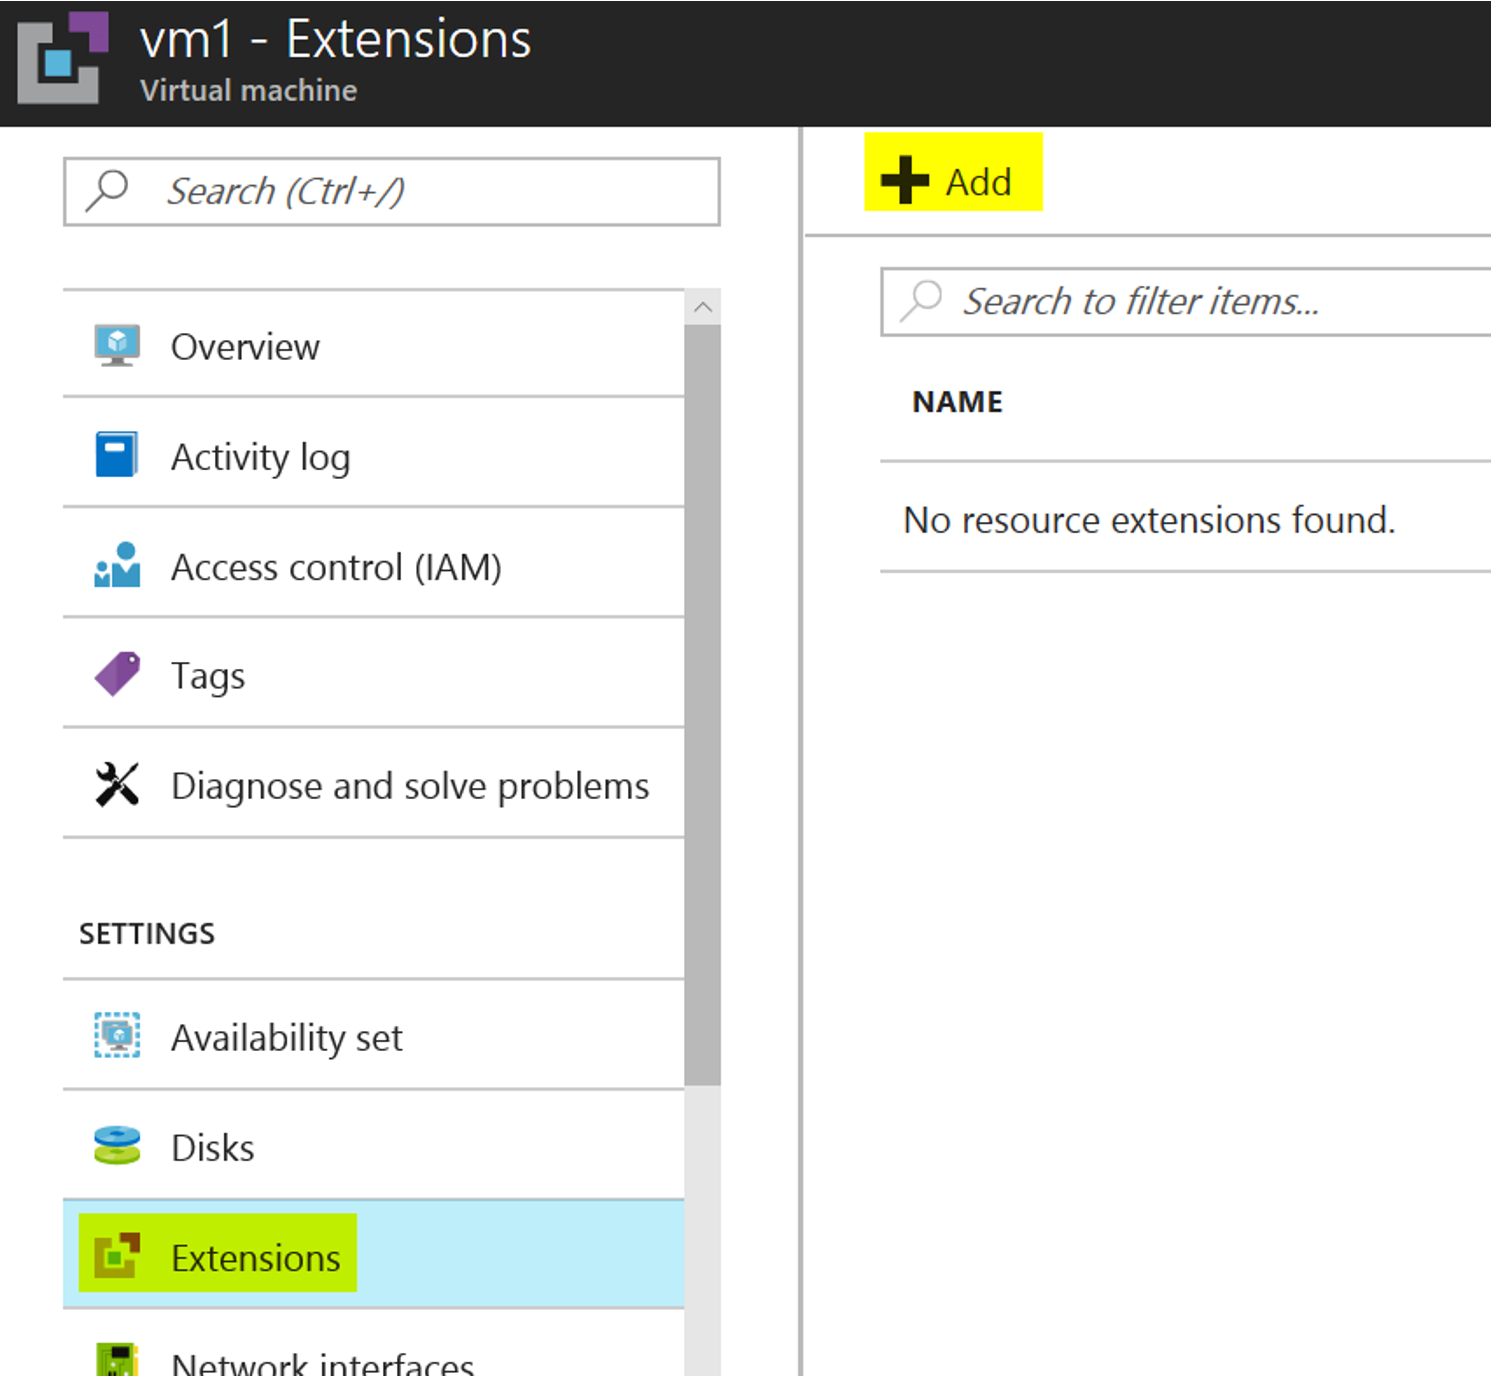 vm1 - Extensions
Virtual machine
Search (Ctrl+/)
Overview
Activity log
Access control (IAM)
Tags
Diagnose and solve problems
SETTINGS
Availability set
Disks
Extensions
Network interfaces
Add
Search to filter items...
NAME
No resource extensions found.